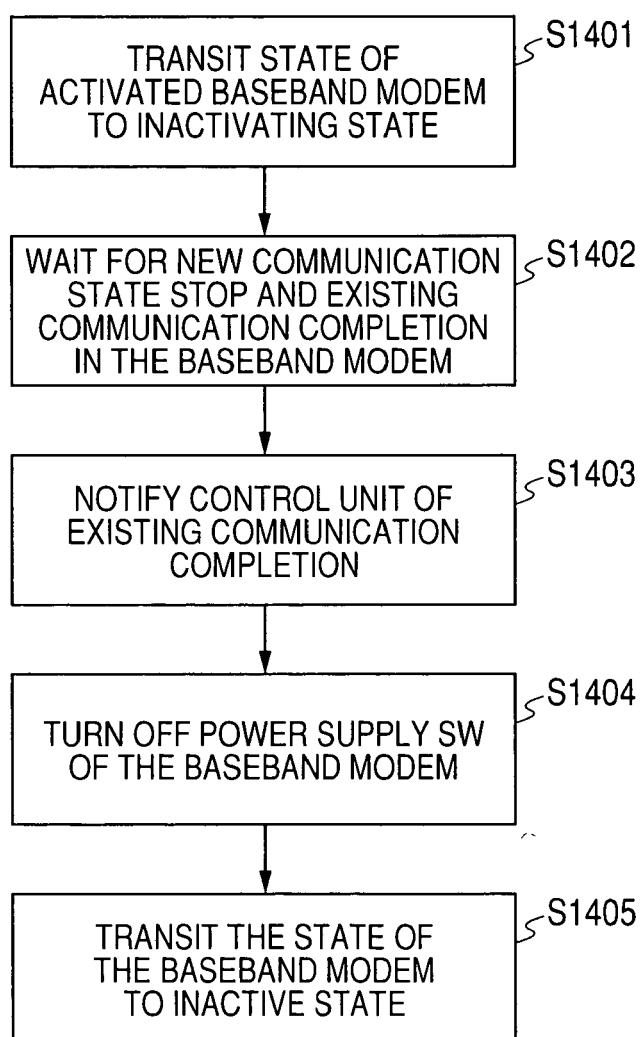 S1401
TRANSIT STATE OF
ACTIVATED BASEBAND MODEM
TO INACTIVATING STATE
S1402
WAIT FOR NEW COMMUNICATION
STATE STOP AND EXISTING
COMMUNICATION COMPLETION
IN THE BASEBAND MODEM
S1403
NOTIFY CONTROL UNIT OF
EXISTING COMMUNICATION
COMPLETION
S1404
TURN OFF POWER SUPPLY SW
OF THE BASEBAND MODEM
S1405
TRANSIT THE STATE OF
THE BASEBAND MODEM
TO INACTIVE STATE